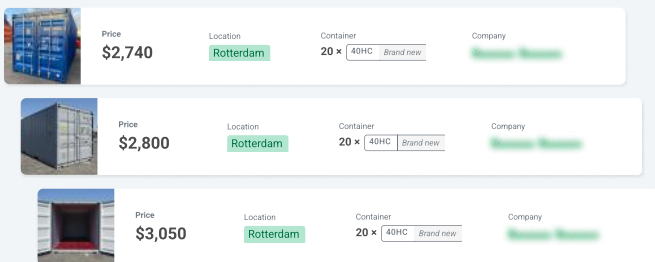 Price Location Container Company
$2,740 Rotterdam 20 × 40HC Brand new
Price Location Container Company
$2,800 Rotterdam 20 × 40HC Brand new
Price Location Container Company
$3,050 Rotterdam 20 × 40HC Brand new